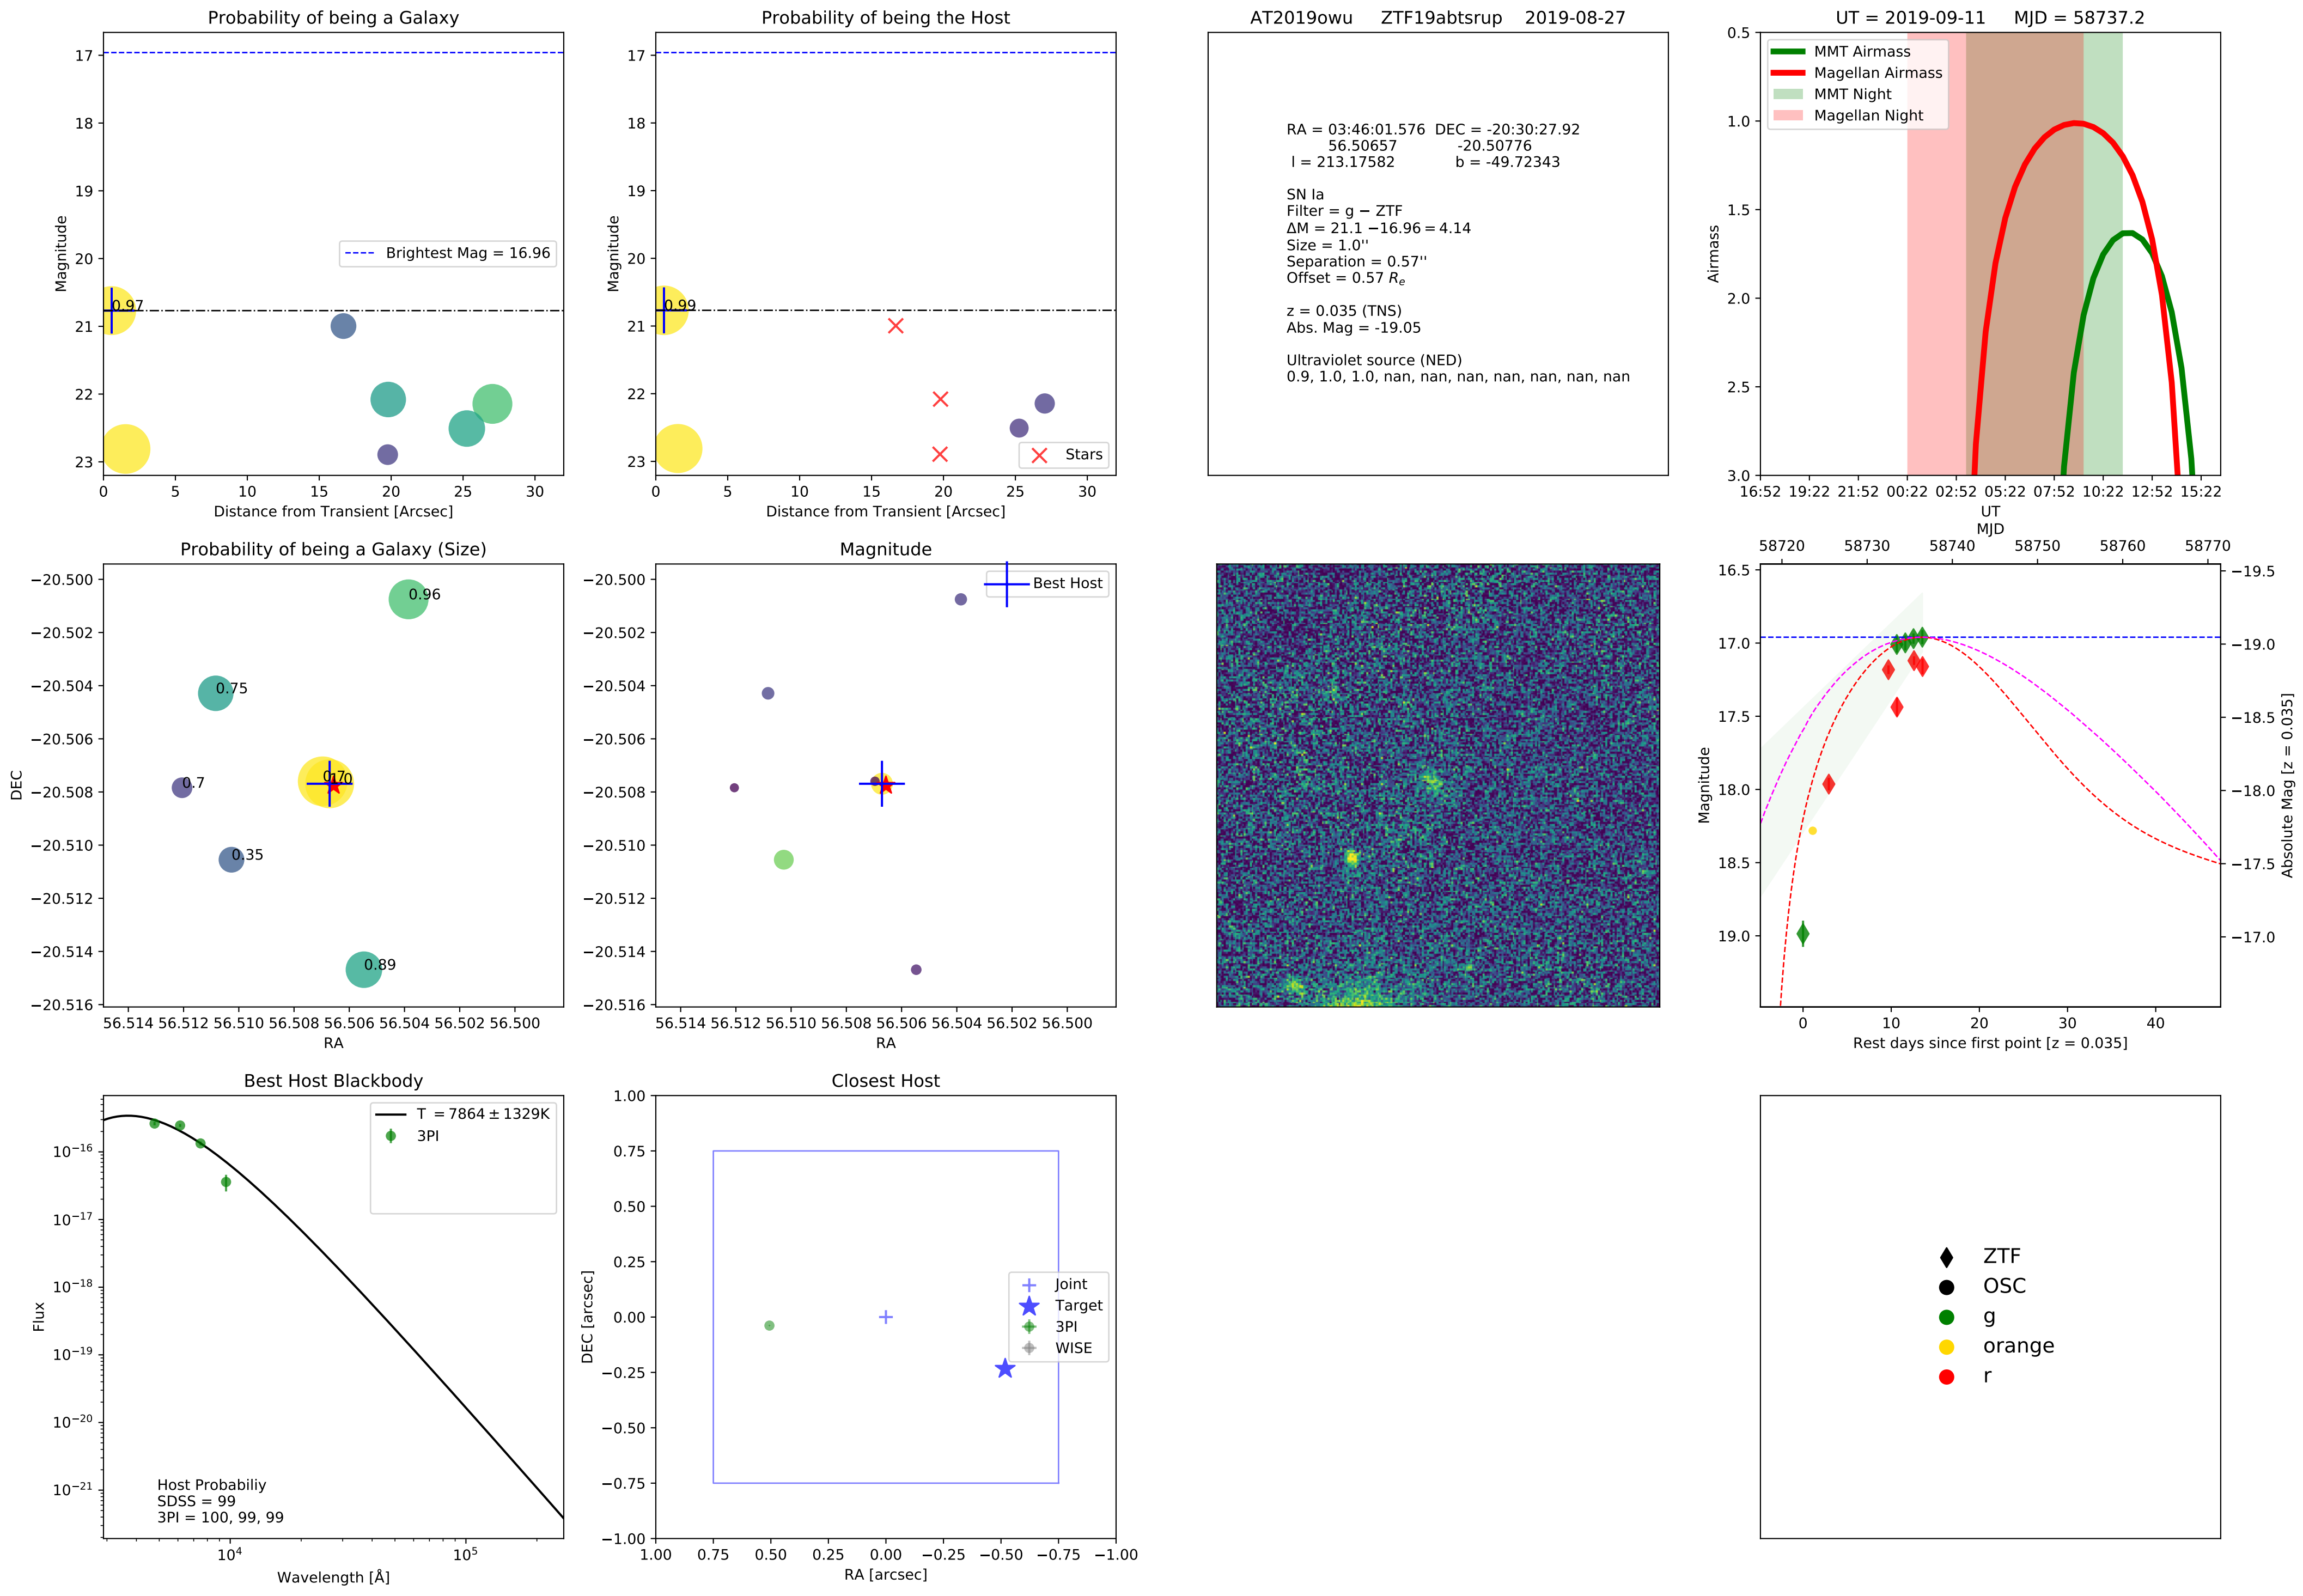 Probability of being a Galaxy
17
18
19
20
21
22
23
Magnitude
Brightest Mag = 16.96
0.97
0 5 10 15 20 25 30
Distance from Transient [Arcsec]
Probability of being the Host
17
18
19
20
21
22
23
Magnitude
0.99
Stars
0 5 10 15 20 25 30
Distance from Transient [Arcsec]
AT2019owu ZTF19abtsrup 2019-08-27
RA = 03:46:01.576 DEC = -20:30:27.92
56.50657 -20.50776
l = 213.17582 b = -49.72343
SN Ia
Filter = g − ZTF
ΔM = 21.1 −16.96 = 4.14
Size = 1.0''
Separation = 0.57''
Offset = 0.57 Re
z = 0.035 (TNS)
Abs. Mag = -19.05
Ultraviolet source (NED)
0.9, 1.0, 1.0, nan, nan, nan, nan, nan, nan, nan
UT = 2019-09-11 MJD = 58737.2
MMT Airmass
Magellan Airmass
MMT Night
Magellan Night
0.5
1.0
1.5
2.0
2.5
3.0
Airmass
16:52 19:22 21:52 00:22 02:52 05:22 07:52 10:22 12:52 15:22
UT
Probability of being a Galaxy (Size)
−20.500
−20.502
−20.504
−20.506
−20.508
−20.510
−20.512
−20.514
−20.516
DEC
0.96
0.75
0.7
0.7
1.0
0.35
0.89
56.514 56.512 56.510 56.508 56.506 56.504 56.502 56.500
RA
Magnitude
Best Host
−20.500
−20.502
−20.504
−20.506
−20.508
−20.510
−20.512
−20.514
−20.516
56.514 56.512 56.510 56.508 56.506 56.504 56.502 56.500
RA
MJD
58720 58730 58740 58750 58760 58770
16.5
17.0
17.5
18.0
18.5
19.0
Magnitude
−19.5
−19.0
−18.5
−18.0
−17.5
−17.0
Absolute Mag [z = 0.035]
0 10 20 30 40
Rest days since first point [z = 0.035]
Best Host Blackbody
T = 7864 ± 1329K
3PI
10−16
10−17
10−18
10−19
10−20
10−21
Flux
Host Probabiliy
SDSS = 99
3PI = 100, 99, 99
104 105
Wavelength [Å]
Closest Host
1.00
0.75
0.50
0.25
0.00
−0.25
−0.50
−0.75
−1.00
DEC [arcsec]
Joint
Target
3PI
WISE
1.00 0.75 0.50 0.25 0.00 −0.25 −0.50 −0.75 −1.00
RA [arcsec]
ZTF
OSC
g
orange
r